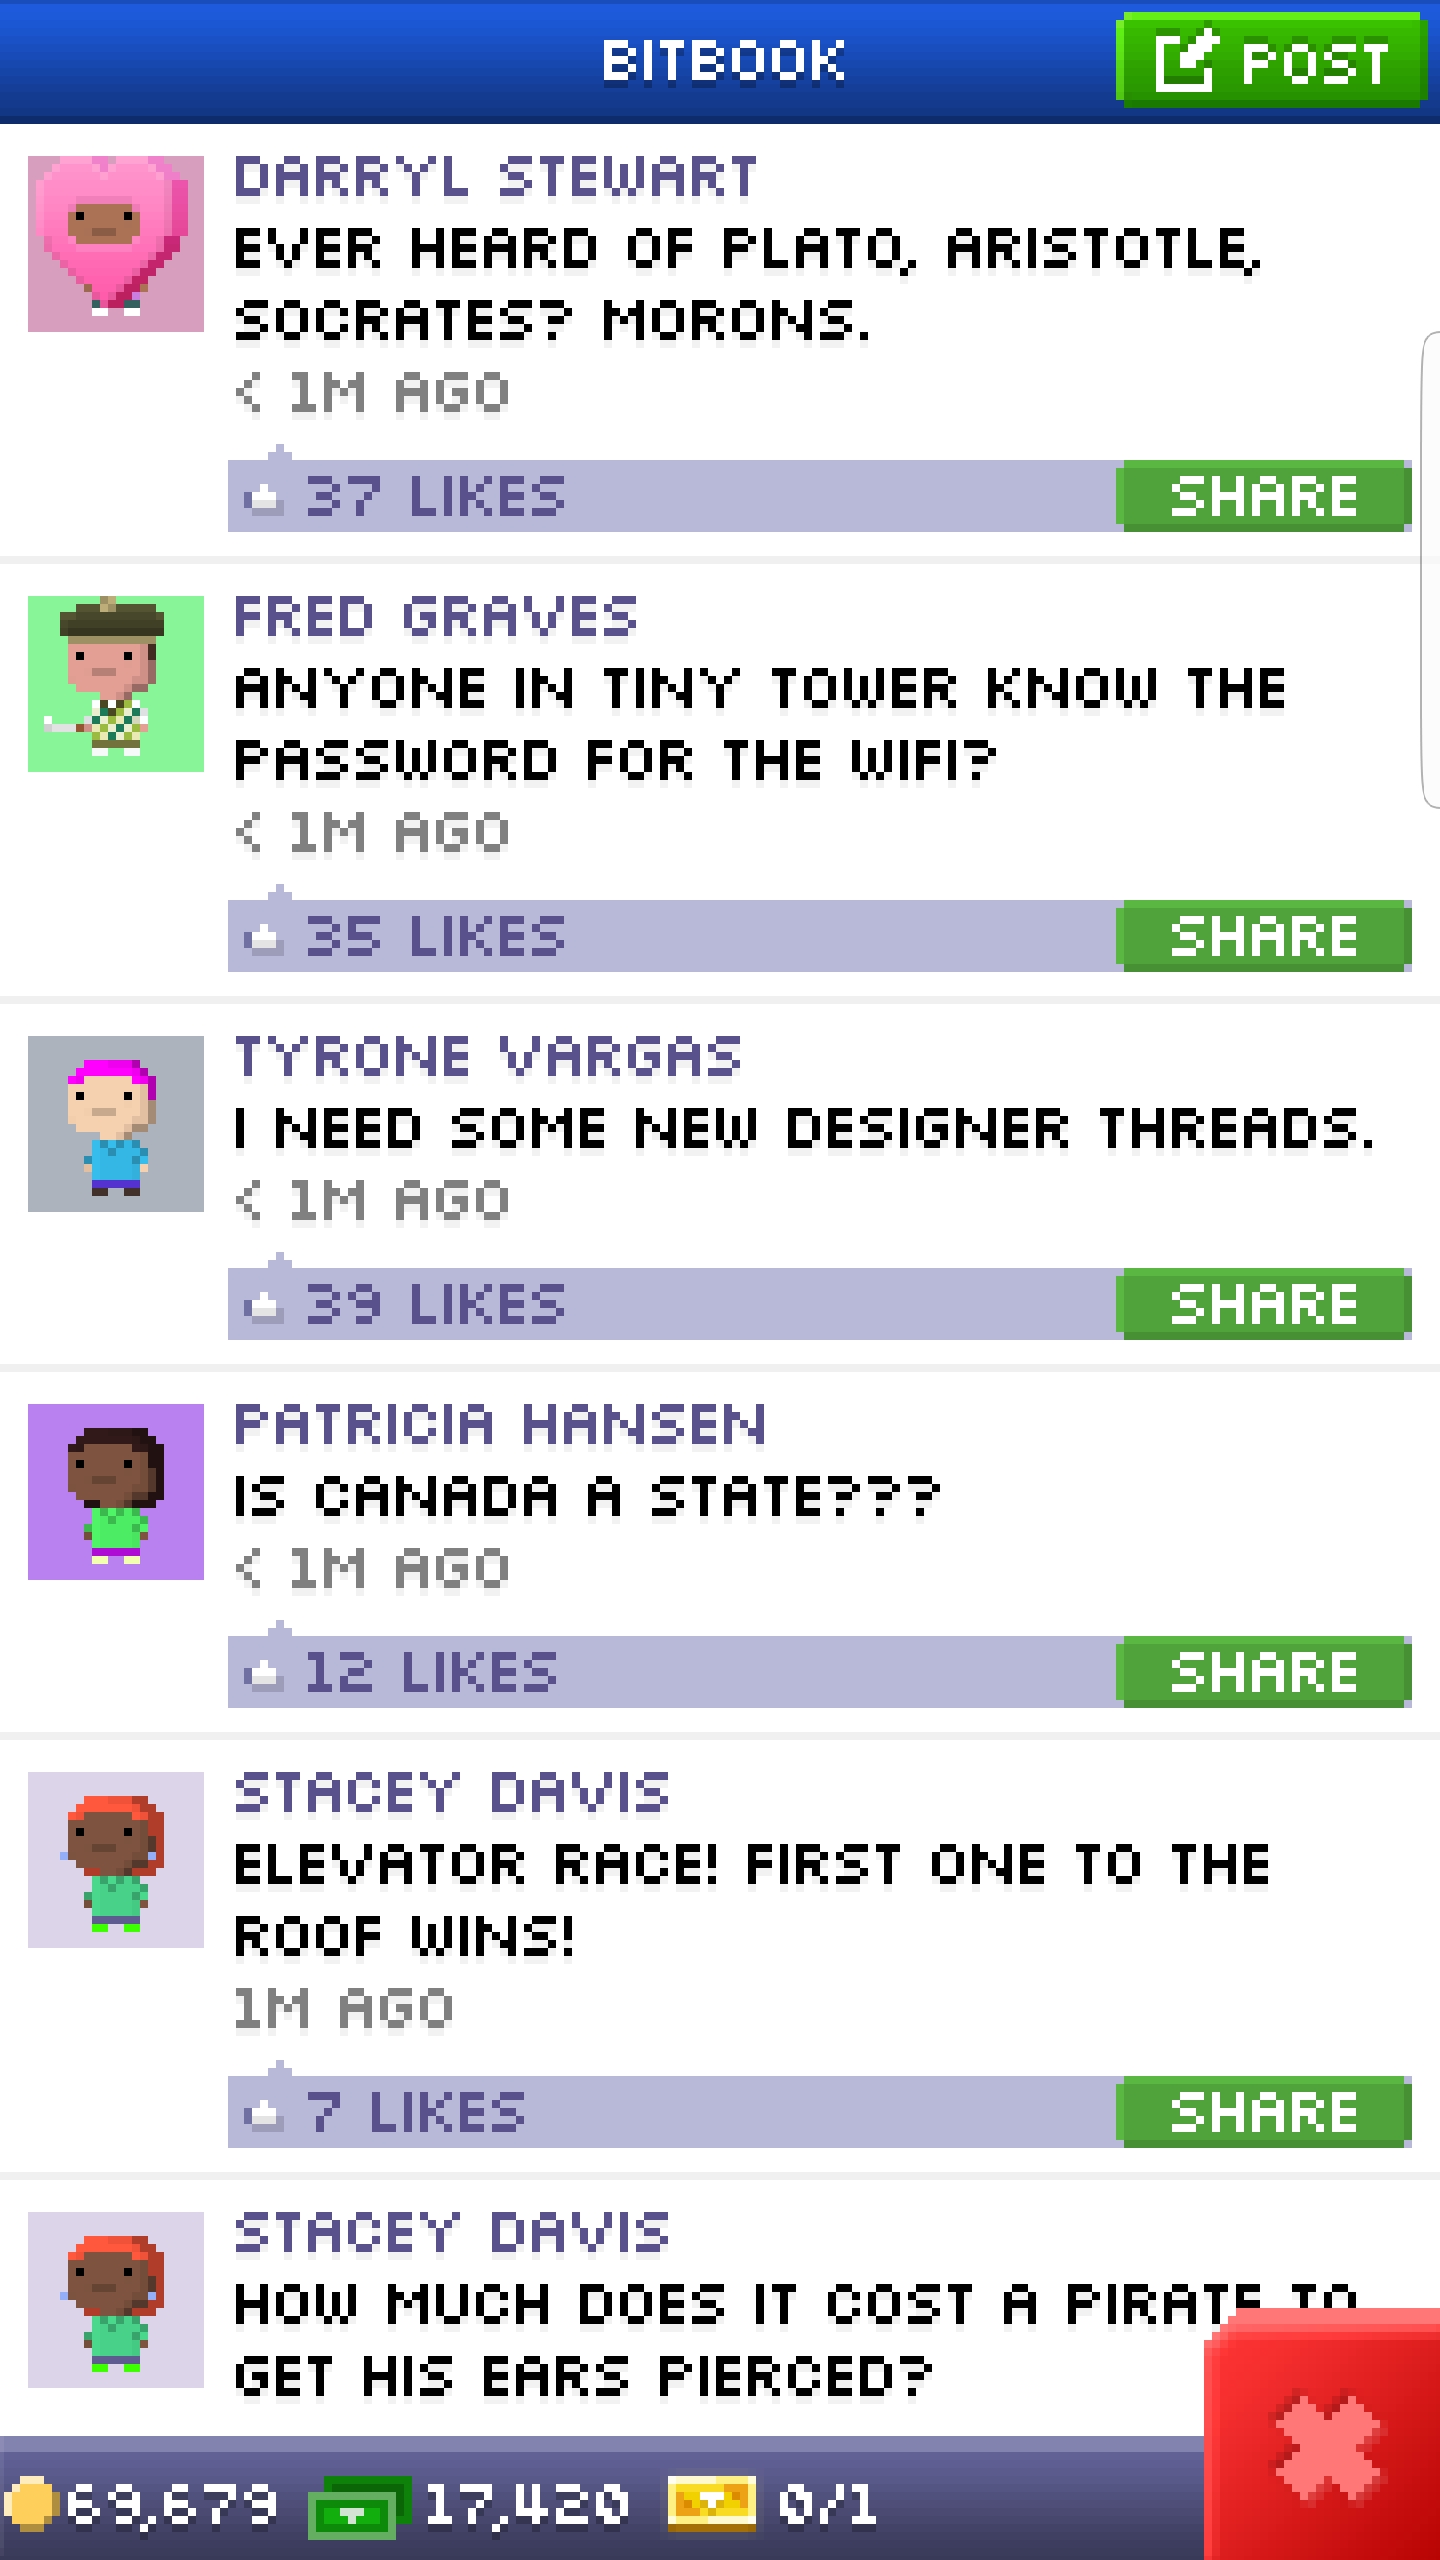 BITBOOK
POST
DARRYL STEWART
EVER HEARD OF PLATO, ARISTOTLE,
SOCRATES? MORONS.
< 1M AGO
37 LIKES
SHARE
FRED GRAVES
ANYONE IN TINY TOWER KNOW THE
PASSWORD FOR THE WIFI?
< 1M AGO
35 LIKES
SHARE
TYRONE VARGAS
I NEED SOME NEW DESIGNER THREADS.
< 1M AGO
39 LIKES
SHARE
PATRICIA HANSEN
IS CANADA A STATE???
< 1M AGO
12 LIKES
SHARE
STACEY DAVIS
ELEVATOR RACE! FIRST ONE TO THE
ROOF WINS!
1M AGO
7 LIKES
SHARE
STACEY DAVIS
HOW MUCH DOES IT COST A PIRATE TO
GET HIS EARS PIERCED?
69,679 17,420 0/1